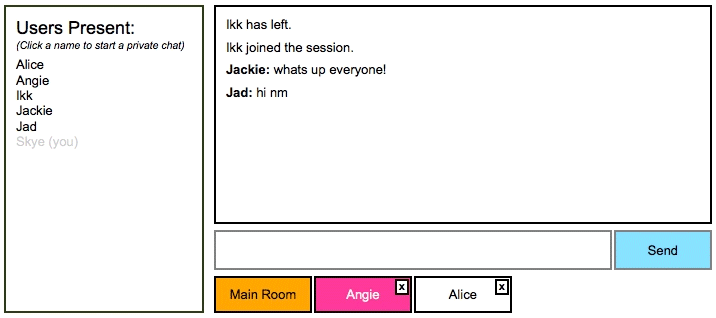 Users Present:
(Click a name to start a private chat)
Alice
Angie
Ikk
Jackie
Jad
Skye (you)
Ikk has left.
Ikk joined the session.
Jackie: whats up everyone!
Jad: hi nm
Send
Main Room
Angie
x
Alice
x